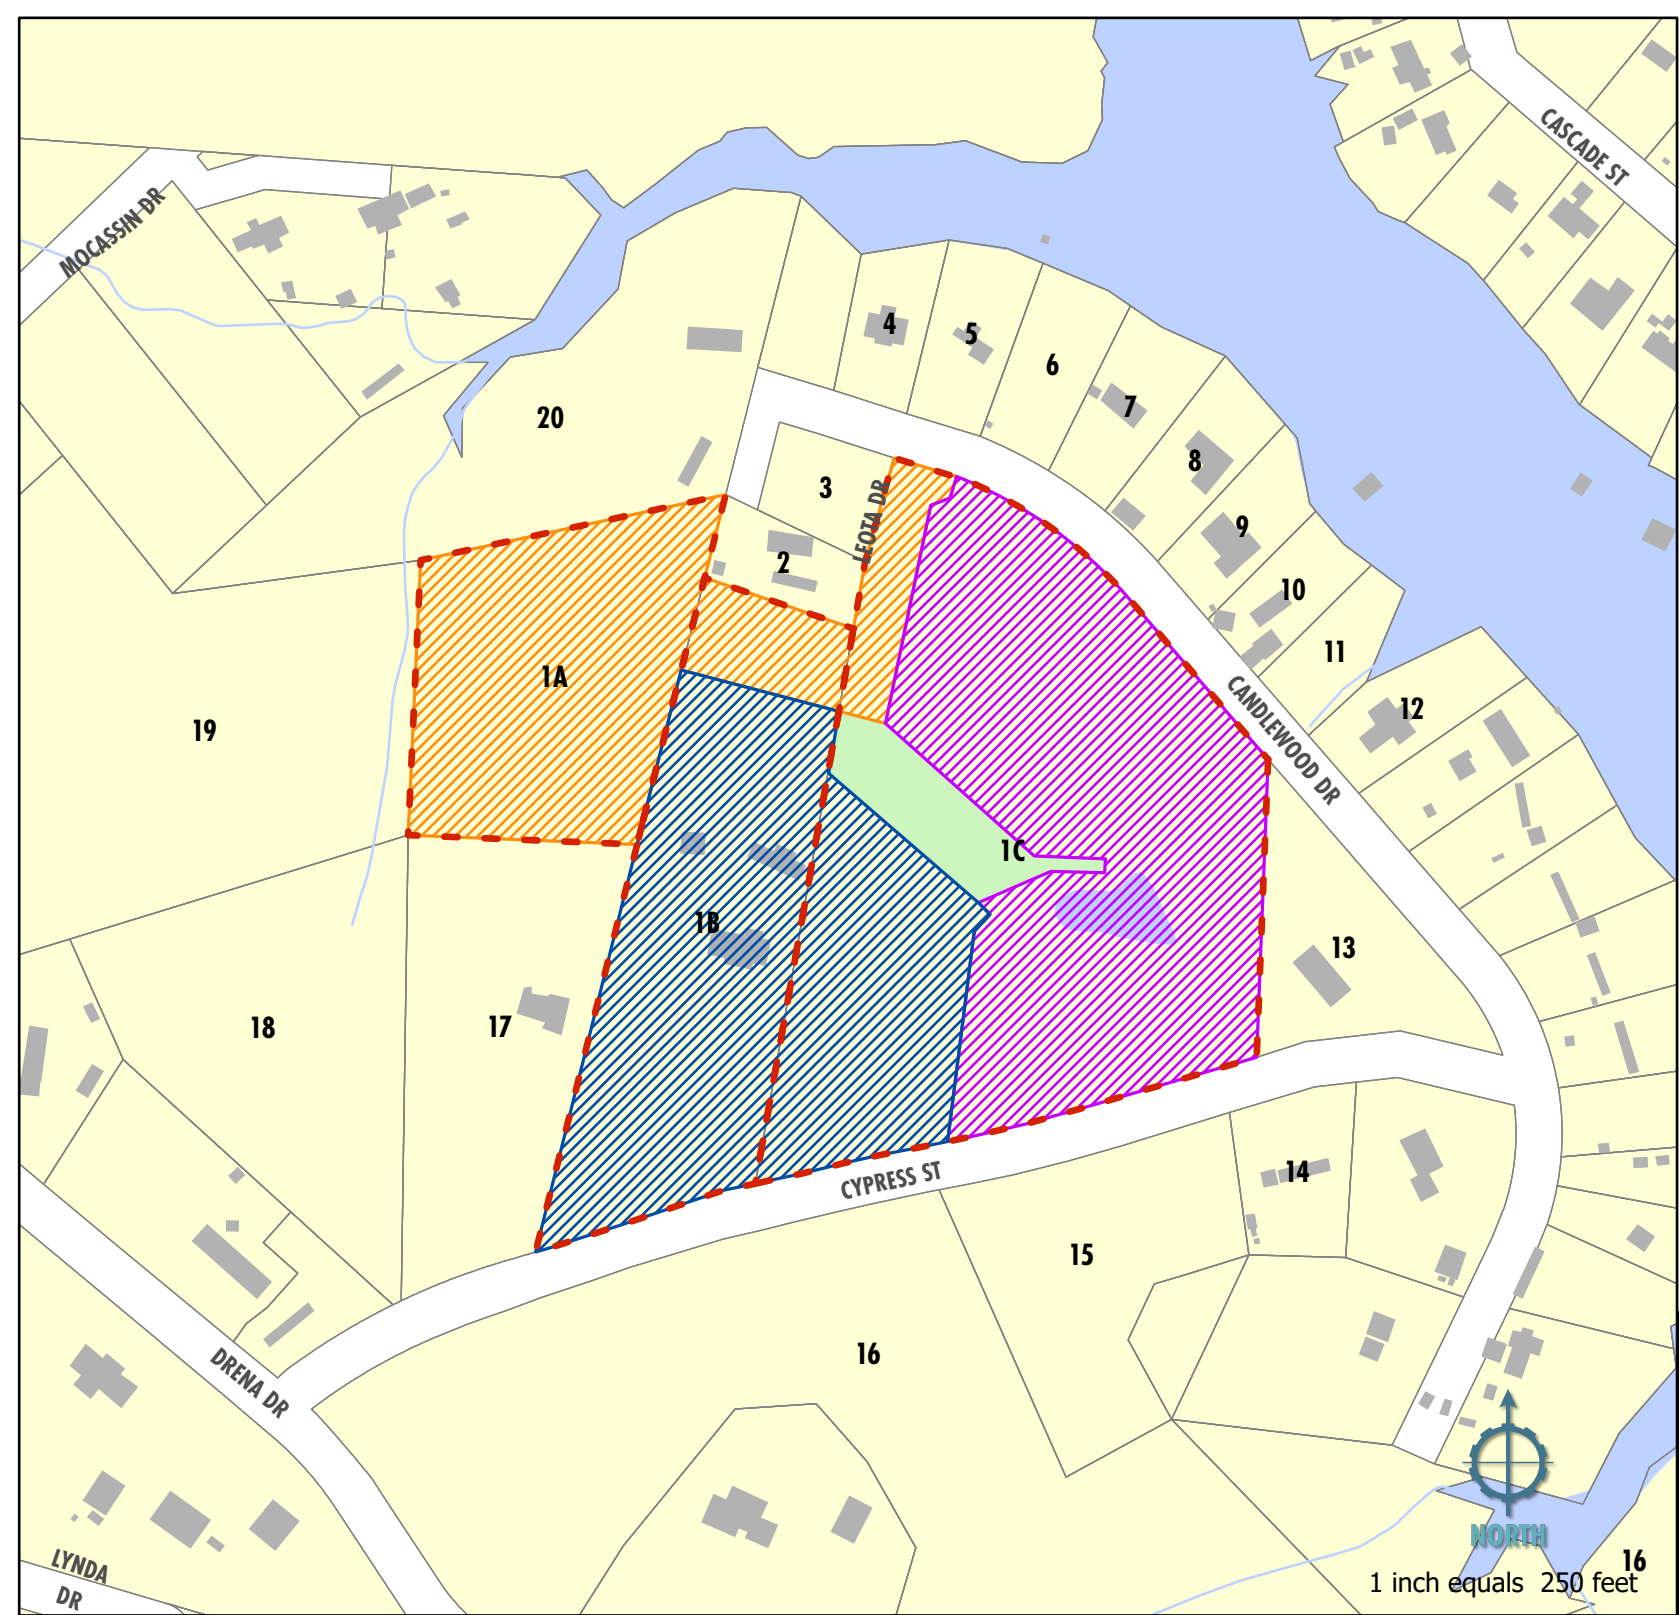 CASCADE ST
MOCASSIN DR
4
5
6
7
20
8
3
LEOTA DR
9
2
10
11
1A
CANDLEWOOD DR
12
19
1C
1B
13
18
17
CYPRESS ST
14
15
16
DRENA DR
NORTH
16
LYNDA
DR
1 inch equals 250 feet